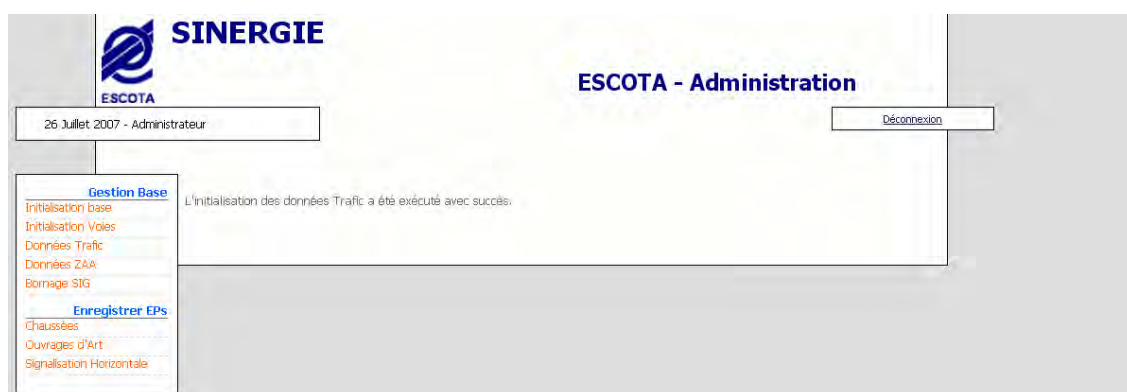 SINERGIE
ESCOTA
ESCOTA - Administration
26 Juillet 2007 - Administrateur
Déconnexion
Gestion Base
Initialisation base
Initialisation Voies
Données Trafic
Données ZAA
Bornage SIG
Enregistrer EPs
Chaussées
Ouvrages d'Art
Signalisation Horizontale
L'initialisation des données Trafic a été exécuté avec succès.